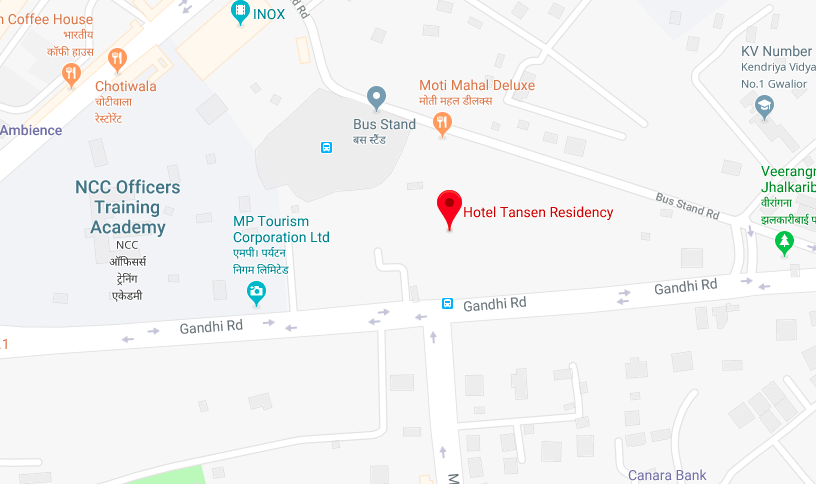 Coffee House
भारतीय
कॉफी हाउस
INOX
Rd
Chotiwala
चोटीवाला
रेस्टोरेंट
Ambience
Moti Mahal Deluxe
मोती महल डीलक्स
Bus Stand
बस स्टैंड
KV Number
Kendriya Vidya
No.1 Gwalior
NCC Officers
Training
Academy
NCC
ऑफिसर्स
ट्रेनिंग
एकेडमी
MP Tourism
Corporation Ltd
एमपी। पर्यटन
निगम लिमिटेड
Hotel Tansen Residency
Bus Stand Rd
Veerangn
Jhalkarib
वीरांगना
झलकारीबाई प
Gandhi Rd
Gandhi Rd
Gandhi Rd
.1
Canara Bank
M